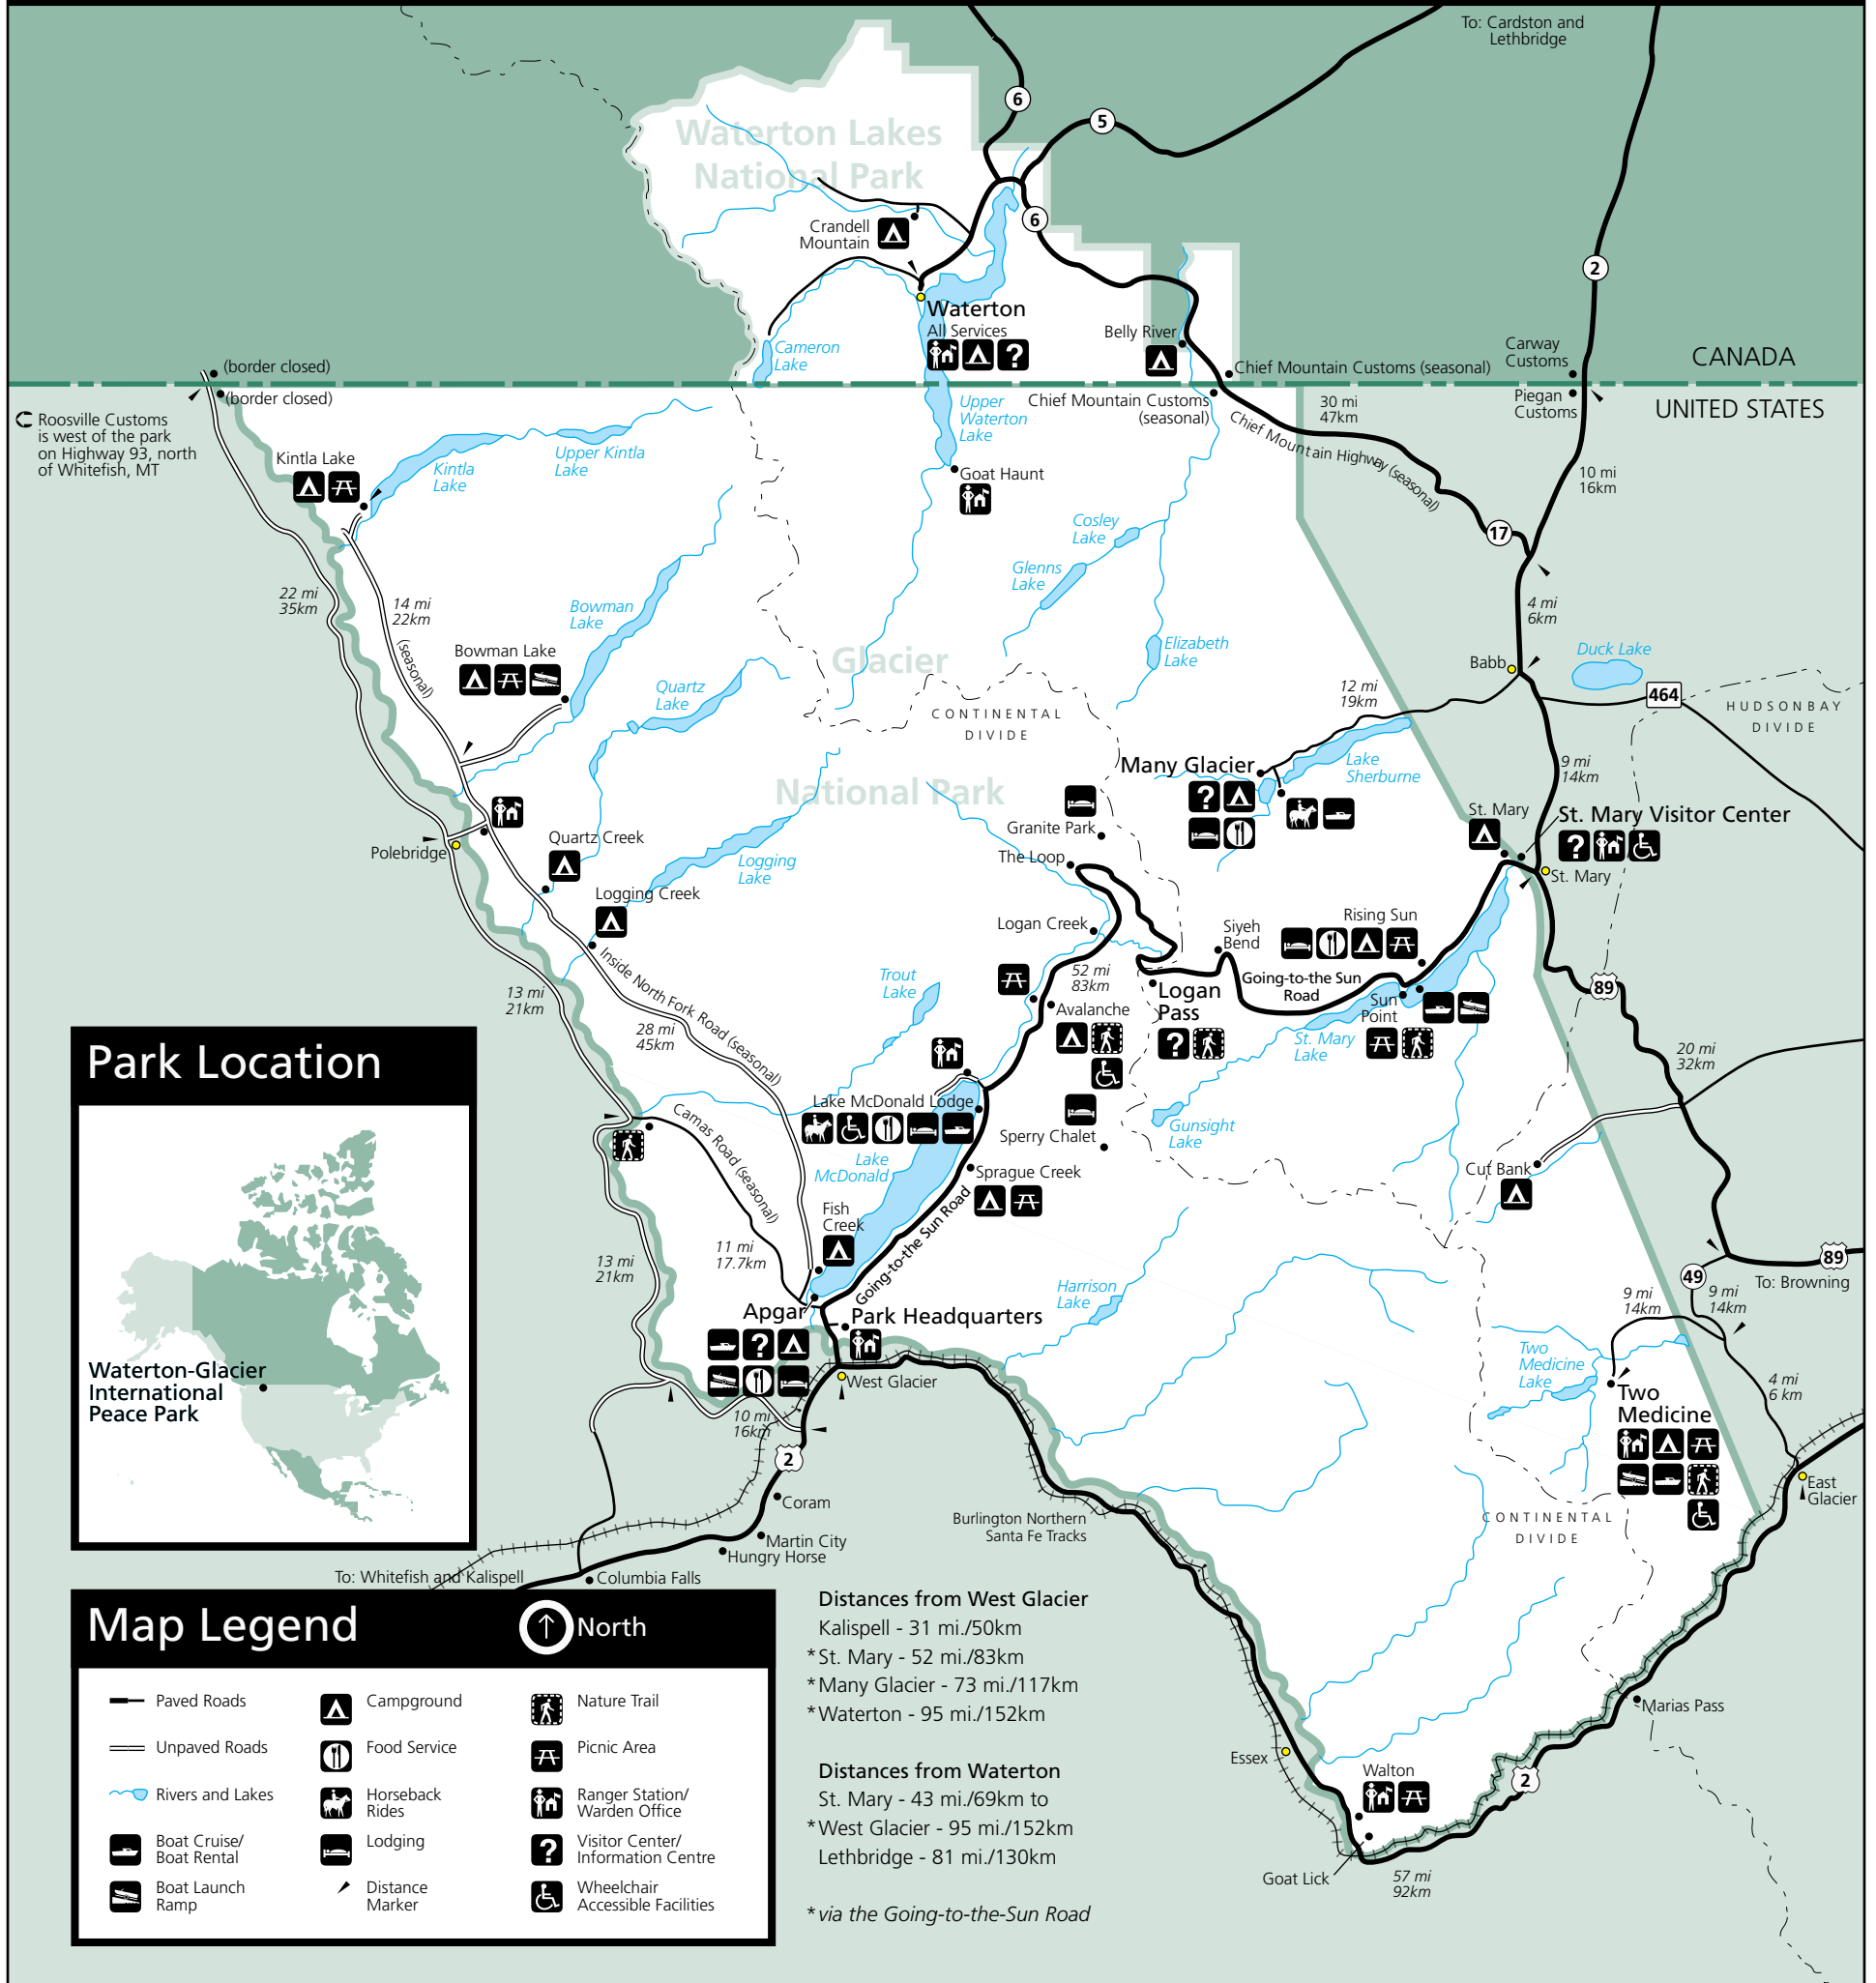 To: Cardston and
Lethbridge
6
5
Waterton Lakes
National Park
6
2
Crandell
Mountain
Waterton
All Services
?
Belly River
Cameron
Lake
Carway
Customs
CANADA
(border closed)
Chief Mountain Customs (seasonal)
(border closed)
Upper
Waterton
Lake
Chief Mountain Customs
(seasonal)
30 mi
47km
Piegan
Customs
UNITED STATES
Roosville Customs
is west of the park
on Highway 93, north
of Whitefish, MT
Chief Mountain Highway (seasonal)
Kintla Lake
Kintla
Lake
Upper Kintla
Lake
Goat Haunt
10 mi
16km
Cosley
Lake
17
Glenns
Lake
22 mi
35km
14 mi
22km
(seasonal)
Bowman
Lake
4 mi
6km
Bowman Lake
Glacier
Elizabeth
Lake
Babb
Duck Lake
Quartz
Lake
12 mi
19km
464
CONTINENTAL
DIVIDE
HUDSONBAY
DIVIDE
Many Glacier
?
Lake
Sherburne
9 mi
14km
National Park
Granite Park
St. Mary
St. Mary Visitor Center
?
Polebridge
Quartz Creek
The Loop
Logging
Lake
St. Mary
Logging Creek
Logan Creek
Siyeh
Bend
Rising Sun
Inside North Fork Road (seasonal)
Trout
Lake
52 mi
83km
Going-to-the Sun
Road
89
13 mi
21km
Avalanche
Logan
Pass
?
Sun
Point
28 mi
45km
St. Mary
Lake
20 mi
32km
Park Location
Lake McDonald Lodge
Camas Road (seasonal)
Sperry Chalet
Gunsight
Lake
Lake
McDonald
Sprague Creek
Cut Bank
Fish
Creek
Going-to-the Sun Road
11 mi
17.7km
13 mi
21km
89
49
To: Browning
Harrison
Lake
9 mi
14km
9 mi
14km
Apgar
?
Park Headquarters
Two
Medicine
Lake
Waterton-Glacier
International
Peace Park
West Glacier
Two
Medicine
4 mi
6 km
10 mi
16km
2
East
Glacier
Coram
Burlington Northern
Santa Fe Tracks
CONTINENTAL
DIVIDE
Martin City
Hungry Horse
To: Whitefish and Kalispell
Columbia Falls
Map Legend
North
Paved Roads
Campground
Nature Trail
Unpaved Roads
Food Service
Picnic Area
Rivers and Lakes
Horseback
Rides
Ranger Station/
Warden Office
Boat Cruise/
Boat Rental
Lodging
?
Visitor Center/
Information Centre
Boat Launch
Ramp
Distance
Marker
Wheelchair
Accessible Facilities
Distances from West Glacier
Kalispell - 31 mi./50km
*St. Mary - 52 mi./83km
*Many Glacier - 73 mi./117km
*Waterton - 95 mi./152km
Distances from Waterton
St. Mary - 43 mi./69km to
*West Glacier - 95 mi./152km
Lethbridge - 81 mi./130km
*via the Going-to-the-Sun Road
Marias Pass
Essex
Walton
2
Goat Lick
57 mi
92km